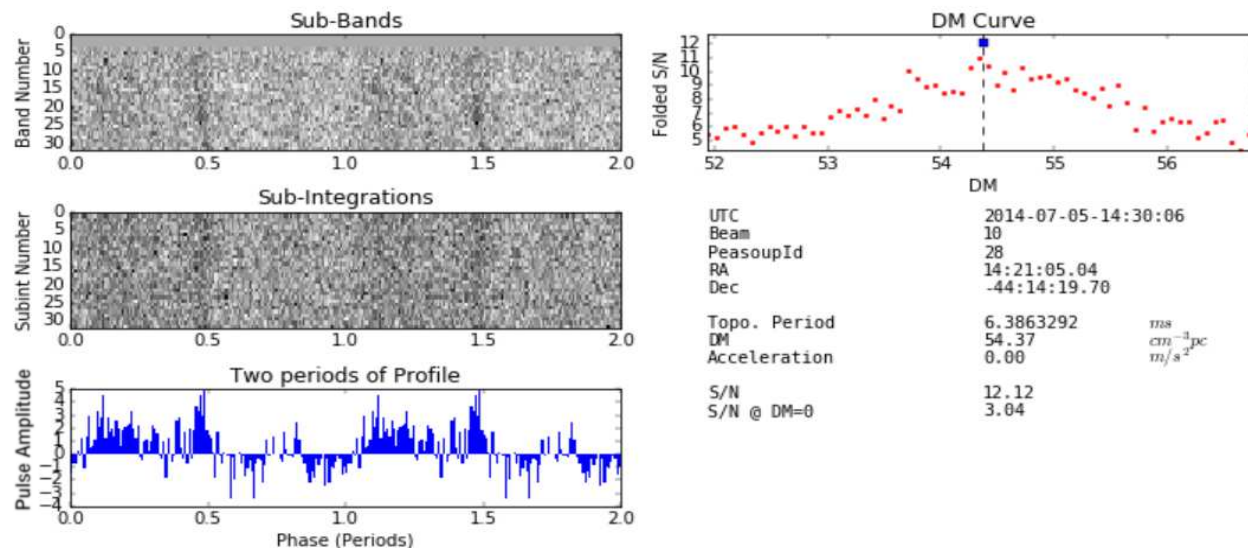 Sub-Bands
Band Number
0
5
10
15
20
25
30
0.0 0.5 1.0 1.5 2.0
Sub-Integrations
Subint Number
0
5
10
15
20
25
30
0.0 0.5 1.0 1.5 2.0
Two periods of Profile
Pulse Amplitude
5
4
3
2
1
0
−1
−2
−3
−4
0.0 0.5 1.0 1.5 2.0
Phase (Periods)
DM Curve
Folded S/N
12
11
10
9
8
7
6
5
52 53 54 55 56
DM
UTC 2014-07-05-14:30:06
Beam 10
PeasoupId 28
RA 14:21:05.04
Dec -44:14:19.70
Topo. Period 6.3863292 ms
DM 54.37 cm⁻³pc
Acceleration 0.00 m/s²
S/N 12.12
S/N @ DM=0 3.04